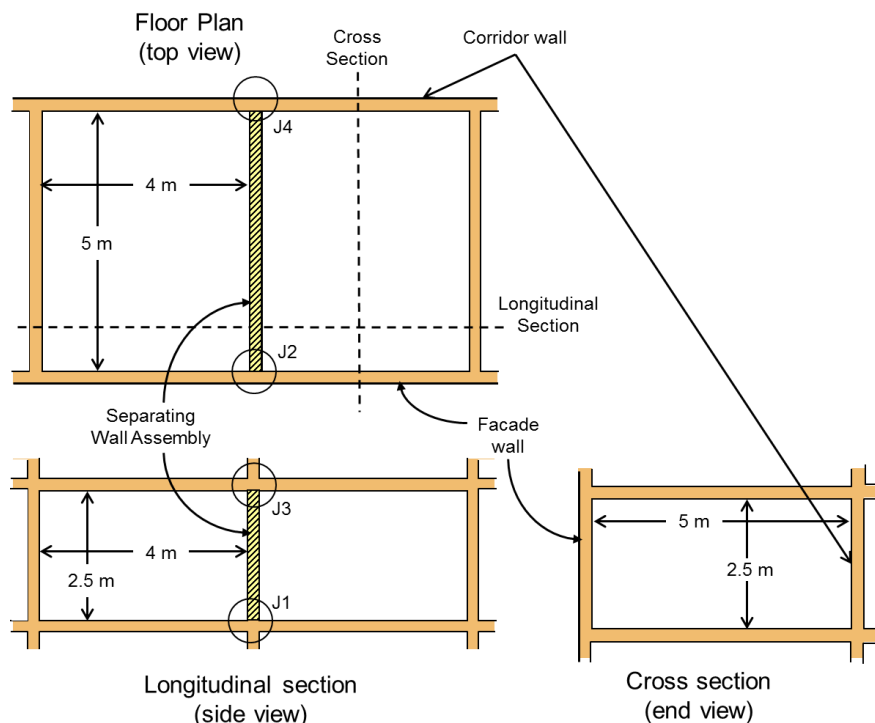 Floor Plan
(top view)
Cross
Section
Corridor wall
J4
4 m
5 m
Longitudinal
Section
J2
Separating
Wall Assembly
Facade
wall
J3
4 m
2.5 m
J1
5 m
2.5 m
Longitudinal section
(side view)
Cross section
(end view)